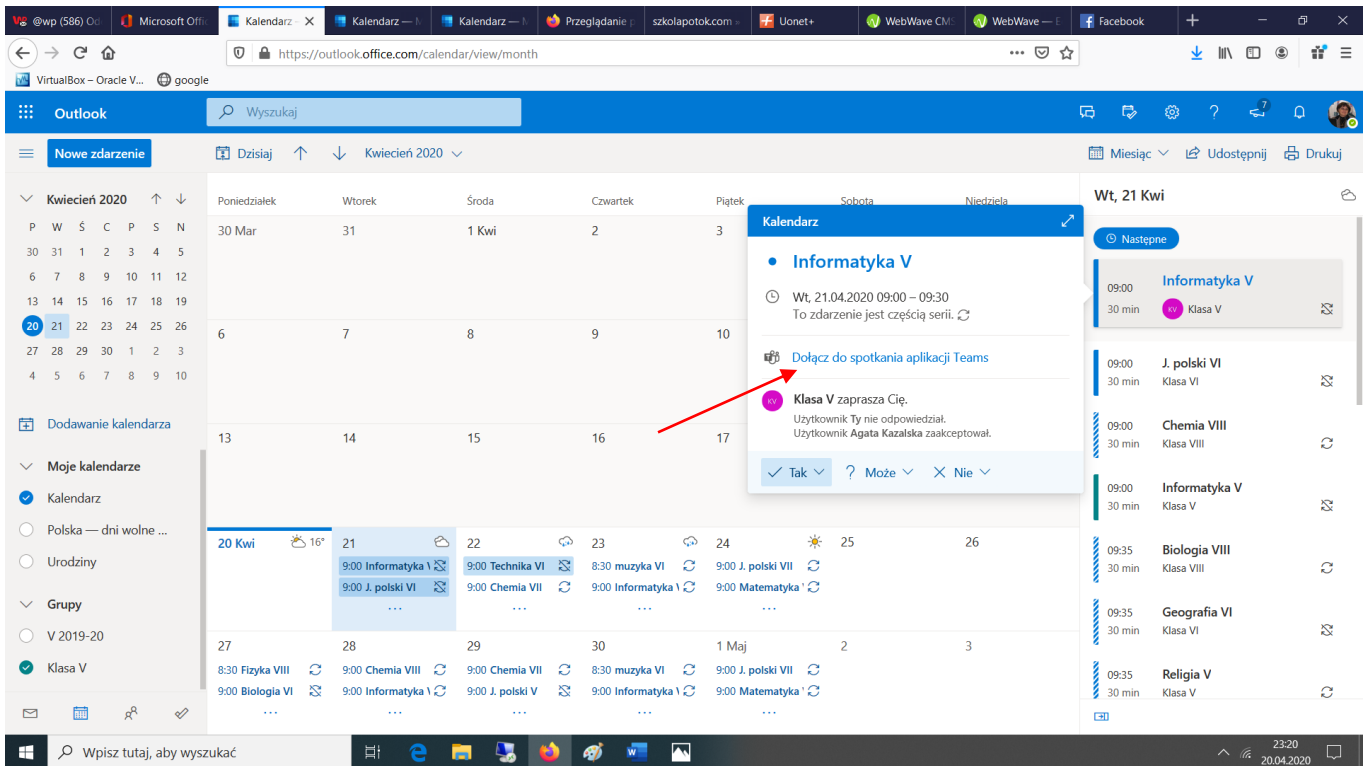 @wp (586) Od
Microsoft Offic
Kalendarz –
Kalendarz — N
Kalendarz — N
Przeglądanie p
szkolapotok.com »
Uonet+
WebWave CMS
WebWave — E
Facebook
https://outlook.office.com/calendar/view/month
VirtualBox – Oracle V...
google
Outlook
Wyszukaj
7
Nowe zdarzenie
Dzisiaj
Kwiecień 2020
Miesiąc
Udostępnij
Drukuj
Kwiecień 2020
P W Ś C P S N
30 31 1 2 3 4 5
6 7 8 9 10 11 12
13 14 15 16 17 18 19
20 21 22 23 24 25 26
27 28 29 30 1 2 3
4 5 6 7 8 9 10
Dodawanie kalendarza
Moje kalendarze
Kalendarz
Polska — dni wolne ...
Urodziny
Grupy
V 2019-20
Klasa V
Poniedziałek Wtorek Środa Czwartek Piątek Sobota Niedziela
30 Mar 31 1 Kwi 2 3
6 7 8 9 10
13 14 15 16 17
20 Kwi 16° 21 22 23 24 25 26
9:00 Informatyka V 9:00 Technika VI 8:30 muzyka VI 9:00 J. polski VII
9:00 J. polski VI 9:00 Chemia VII 9:00 Informatyka V 9:00 Matematyka V
... ... ... ...
27 28 29 30 1 Maj 2 3
8:30 Fizyka VIII 9:00 Chemia VIII 9:00 Chemia VII 8:30 muzyka VI 9:00 J. polski VII
9:00 Biologia VI 9:00 Informatyka V 9:00 J. polski V 9:00 Informatyka V 9:00 Matematyka V
... ... ... ... ...
Kalendarz
Informatyka V
Wt, 21.04.2020 09:00 – 09:30
To zdarzenie jest częścią serii.
Dołącz do spotkania aplikacji Teams
KV
Klasa V zaprasza Cię.
Użytkownik Ty nie odpowiedział.
Użytkownik Agata Kazalska zaakceptował.
Tak ? Może Nie
Wt, 21 Kwi
Następne
09:00 Informatyka V
30 min KV Klasa V
09:00 J. polski VI
30 min Klasa VI
09:00 Chemia VIII
30 min Klasa VIII
09:00 Informatyka V
30 min Klasa V
09:35 Biologia VIII
30 min Klasa VIII
09:35 Geografia VI
30 min Klasa VI
09:35 Religia V
30 min Klasa V
Wpisz tutaj, aby wyszukać
23:20
20.04.2020